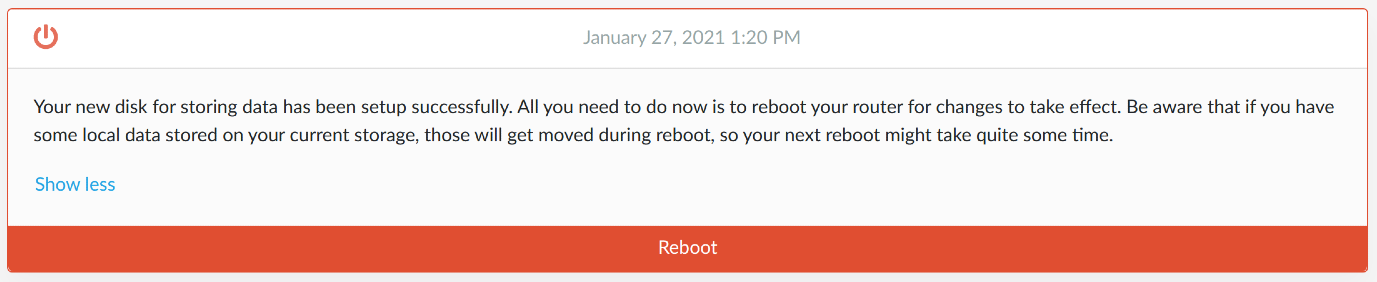 January 27, 2021 1:20 PM
Your new disk for storing data has been setup successfully. All you need to do now is to reboot your router for changes to take effect. Be aware that if you have
some local data stored on your current storage, those will get moved during reboot, so your next reboot might take quite some time.
Show less
Reboot